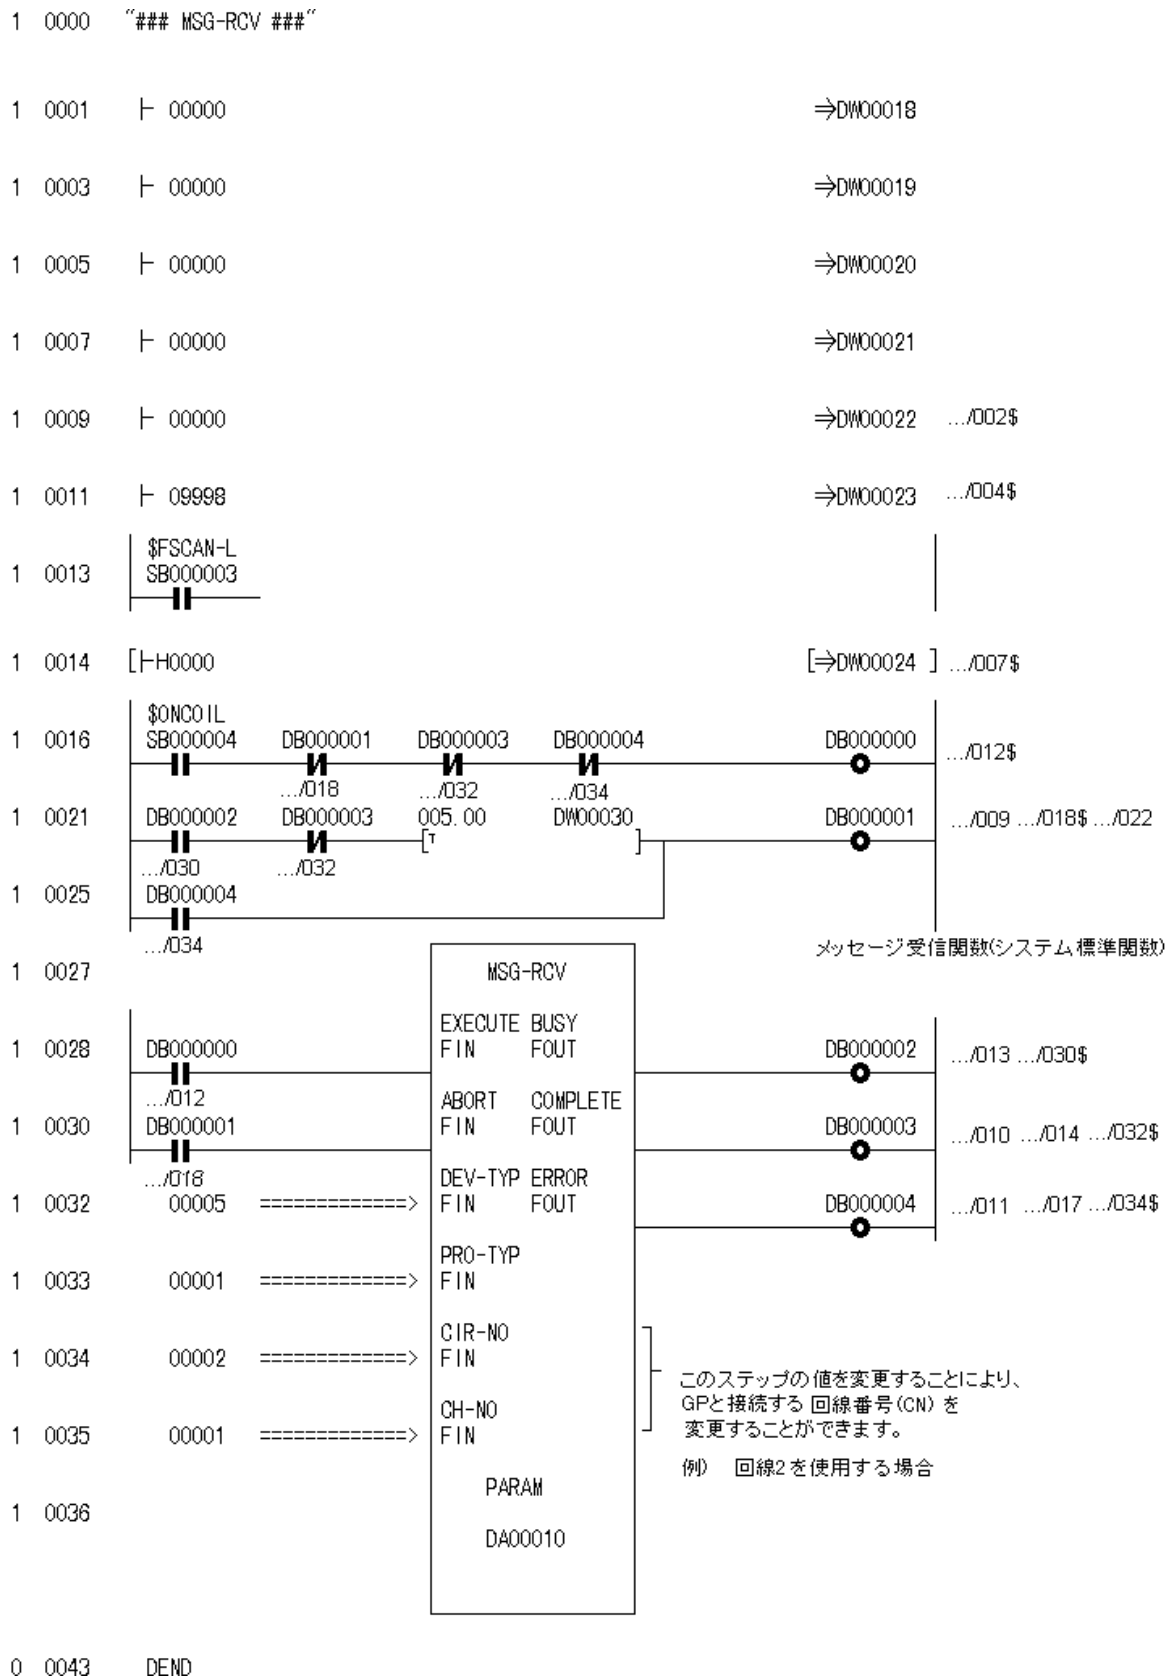 1 0000 "### MSG-RCV ###"
1 0001 ├ 00000 ⇒DW00018
1 0003 ├ 00000 ⇒DW00019
1 0005 ├ 00000 ⇒DW00020
1 0007 ├ 00000 ⇒DW00021
1 0009 ├ 00000 ⇒DW00022 .../002$
1 0011 ├ 09998 ⇒DW00023 .../004$
$FSCAN-L
1 0013 SB000003
1 0014 [├H0000 [⇒DW00024 ] .../007$
$ONCOIL
1 0016 SB000004 DB000001 DB000003 DB000004 DB000000 .../012$
.../018 .../032 .../034
1 0021 DB000002 DB000003 005.00 DW00030 DB000001 .../009 .../018$ .../022
[T ]
.../030 .../032
1 0025 DB000004
.../034 メッセージ受信関数(システム標準関数)
1 0027 MSG-RCV
EXECUTE BUSY
1 0028 DB000000 FIN FOUT DB000002 .../013 .../030$
.../012 ABORT COMPLETE
1 0030 DB000001 FIN FOUT DB000003 .../010 .../014 .../032$
.../018 DEV-TYP ERROR
1 0032 00005 =============> FIN FOUT DB000004 .../011 .../017 .../034$
PRO-TYP
1 0033 00001 =============> FIN
CIR-NO
1 0034 00002 =============> FIN
このステップの値を変更することにより、
GPと接続する 回線番号(CN) を
変更することができます。
CH-NO
1 0035 00001 =============> FIN
例) 回線2を使用する場合
PARAM
1 0036
DA00010
0 0043 DEND